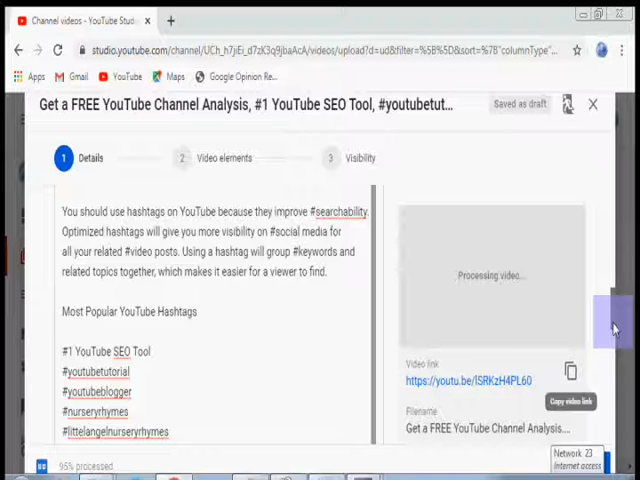 Channel videos - YouTube Stud
studio.youtube.com/channel/UCh_h7jiEj_d7zK3q9jbaAcA/videos/upload?d=ud&filter=%5B%5D&sort=%7B"columnType"...
Apps Gmail YouTube Maps Google Opinion Re...
Get a FREE YouTube Channel Analysis, #1 YouTube SEO Tool, #youtubetut... Saved as draft
1 Details 2 Video elements 3 Visibility
You should use hashtags on YouTube because they improve #searchability.
Optimized hashtags will give you more visibility on #social media for
all your related #video posts. Using a hashtag will group #keywords and
related topics together, which makes it easier for a viewer to find.
Most Popular YouTube Hashtags
#1 YouTube SEO Tool
#youtubetutorial
#youtubeblogger
#nurseryrhymes
#littelangelnurseryrhymes
Processing video...
Video link
https://youtu.be/lSRKzH4PL60
Copy video link
Filename
Get a FREE YouTube Channel Analysis....
95% processed
Network 23
Internet access